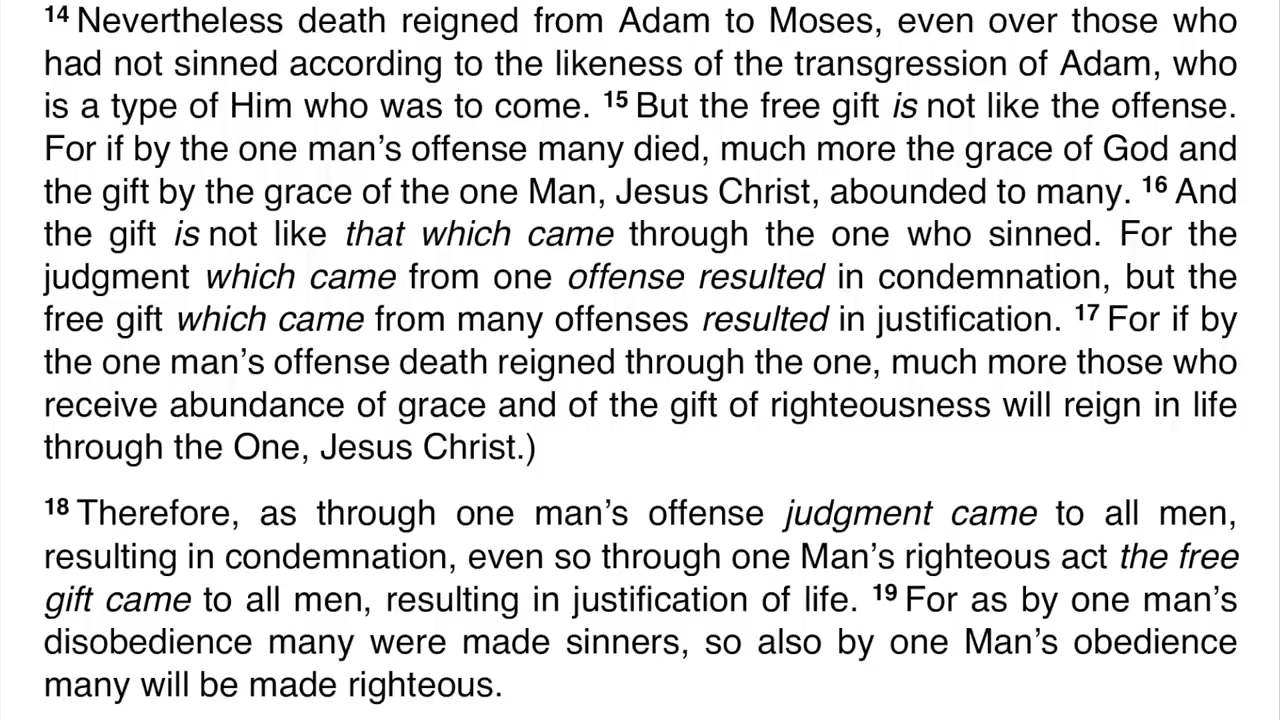 14 Nevertheless death reigned from Adam to Moses, even over those who
had not sinned according to the likeness of the transgression of Adam, who
is a type of Him who was to come. 15 But the free gift is not like the offense.
For if by the one man’s offense many died, much more the grace of God and
the gift by the grace of the one Man, Jesus Christ, abounded to many. 16 And
the gift is not like that which came through the one who sinned. For the
judgment which came from one offense resulted in condemnation, but the
free gift which came from many offenses resulted in justification. 17 For if by
the one man’s offense death reigned through the one, much more those who
receive abundance of grace and of the gift of righteousness will reign in life
through the One, Jesus Christ.)
18 Therefore, as through one man’s offense judgment came to all men,
resulting in condemnation, even so through one Man’s righteous act the free
gift came to all men, resulting in justification of life. 19 For as by one man’s
disobedience many were made sinners, so also by one Man’s obedience
many will be made righteous.